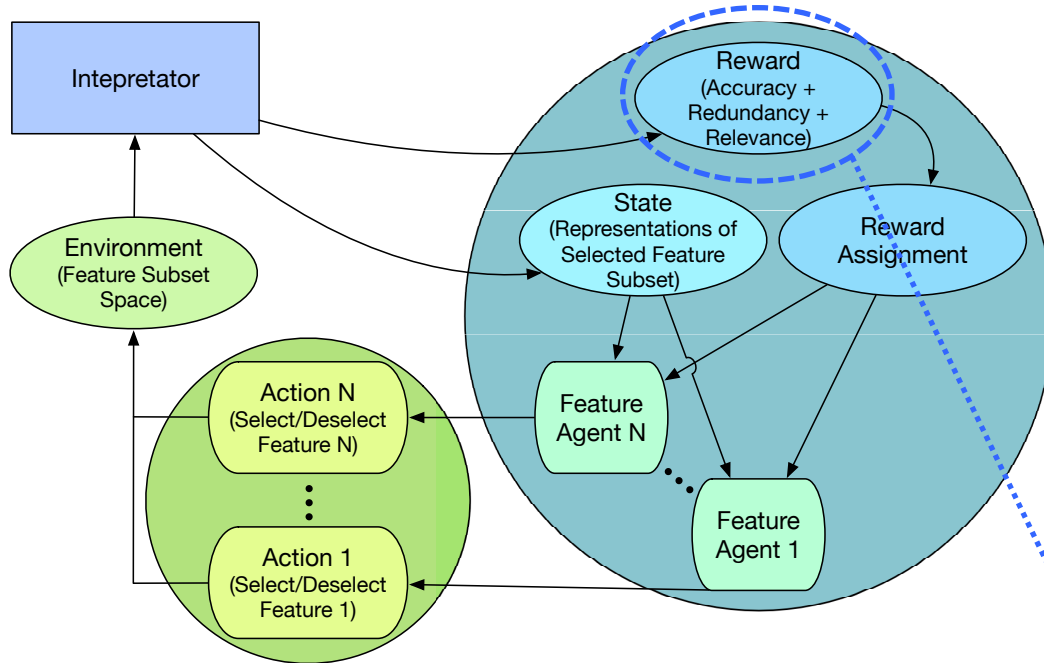 Intepretator
Reward
(Accuracy +
Redundancy +
Relevance)
State
(Representations of
Selected Feature
Subset)
Reward
Assignment
Environment
(Feature Subset
Space)
Action N
(Select/Deselect
Feature N)
Feature
Agent N
Action 1
(Select/Deselect
Feature 1)
Feature
Agent 1